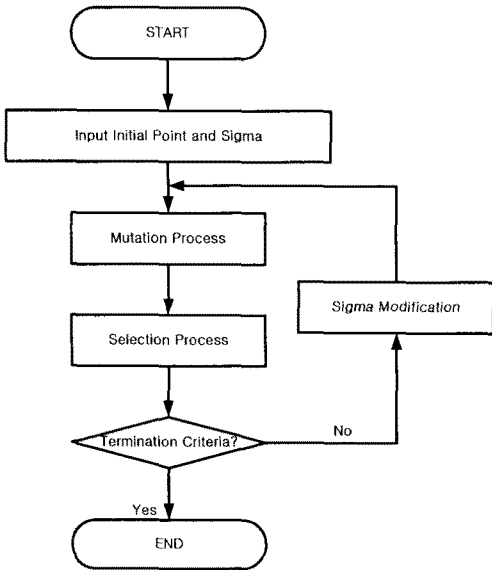 START
Input Initial Point and Sigma
Mutation Process
Sigma Modification
Selection Process
Termination Criteria?
No
Yes
END